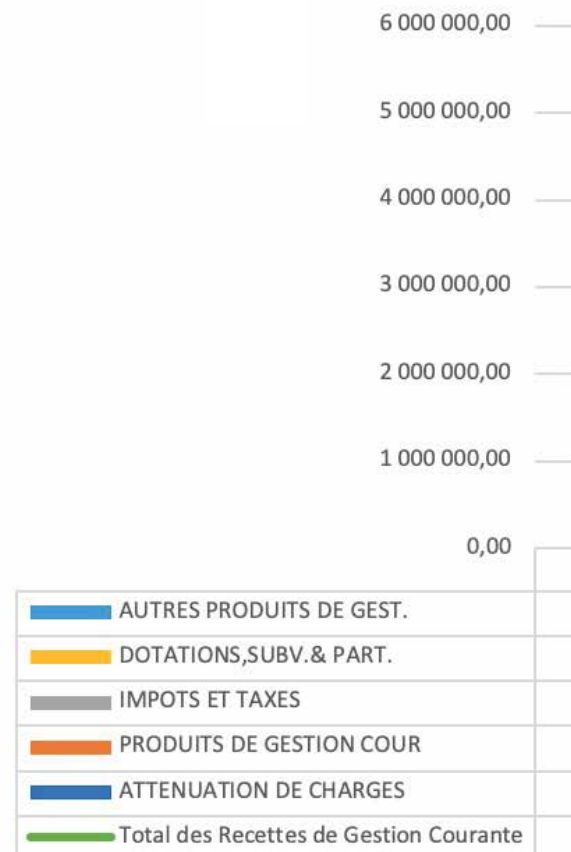 6 000 000,00
5 000 000,00
4 000 000,00
3 000 000,00
2 000 000,00
1 000 000,00
0,00
AUTRES PRODUITS DE GEST.
DOTATIONS,SUBV.& PART.
IMPOTS ET TAXES
PRODUITS DE GESTION COUR
ATTENUATION DE CHARGES
Total des Recettes de Gestion Courante